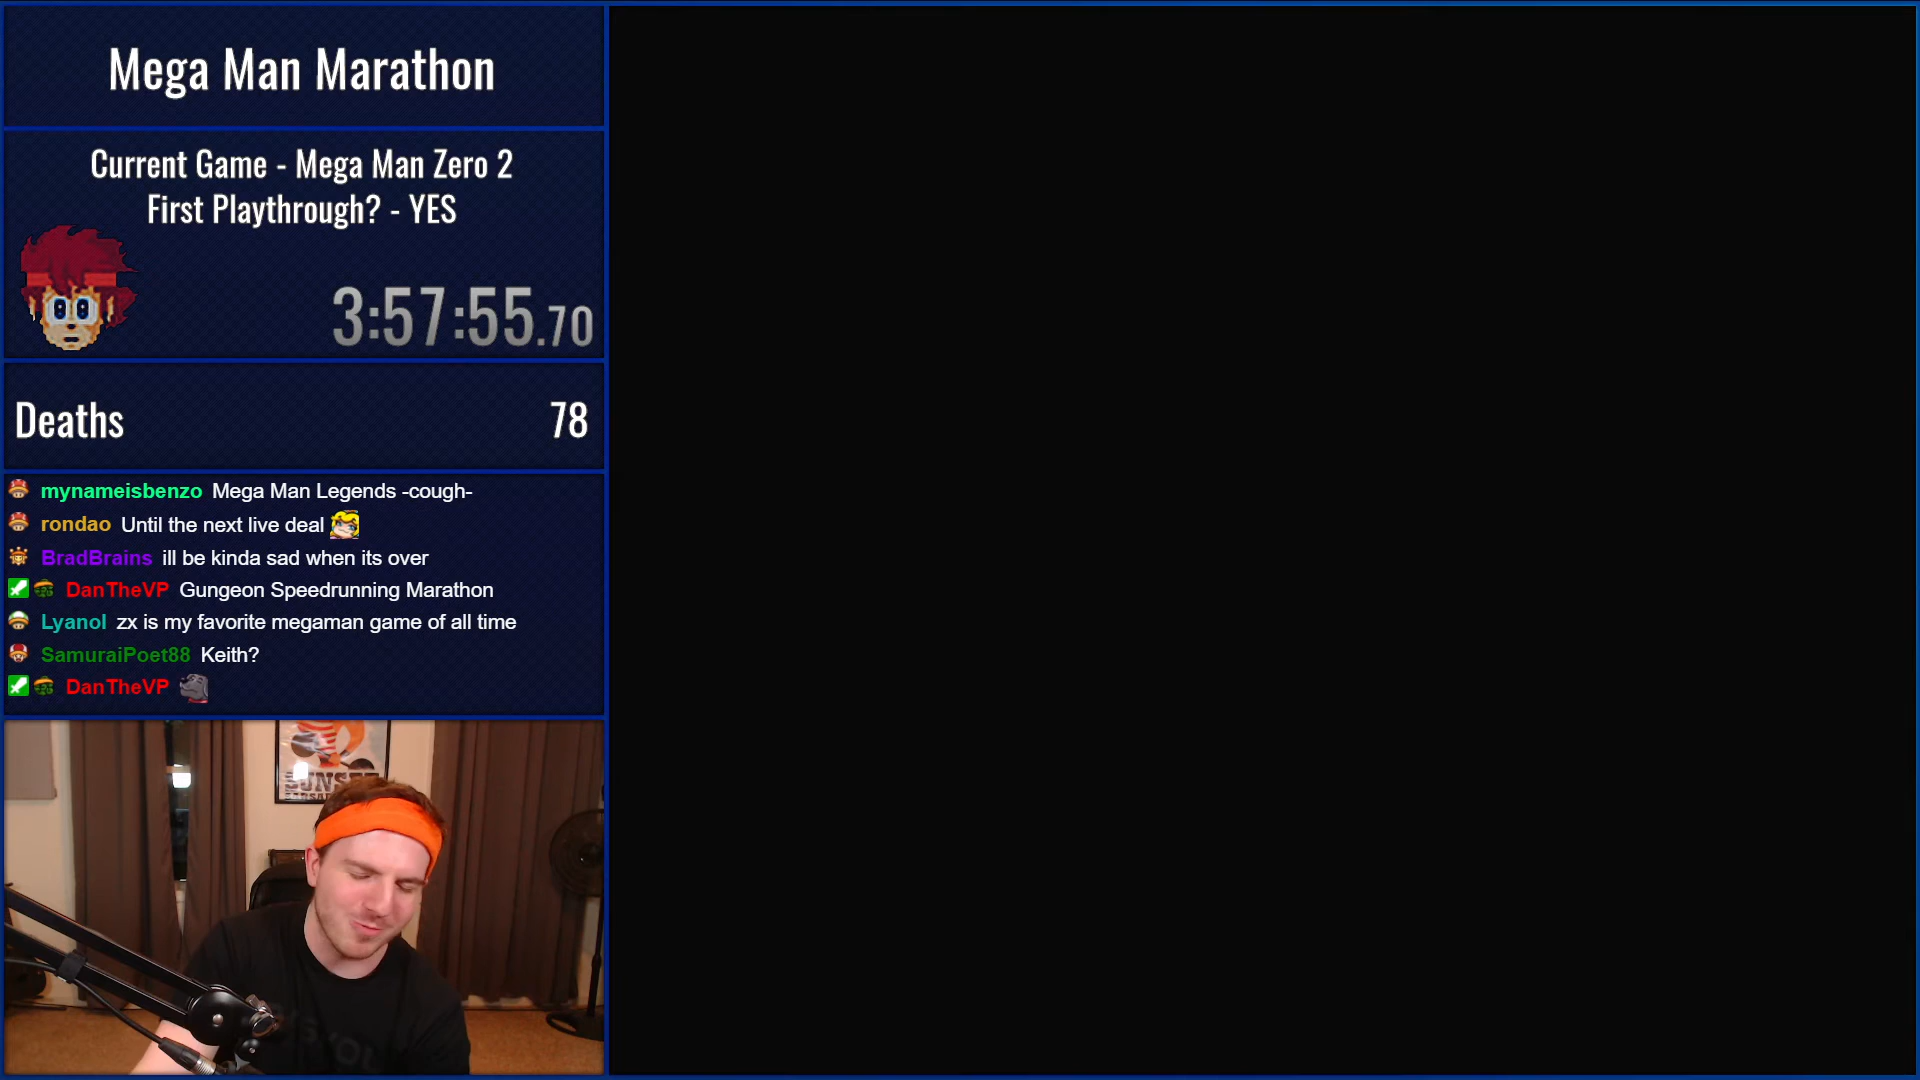 Mega Man Marathon
Current Game - Mega Man Zero 2
First Playthrough? - YES
3:57:55.70
Deaths 78
mynameisbenzo Mega Man Legends -cough-
rondao Until the next live deal
BradBrains ill be kinda sad when its over
DanTheVP Gungeon Speedrunning Marathon
Lyanol zx is my favorite megaman game of all time
SamuraiPoet88 Keith?
DanTheVP
SUNSET